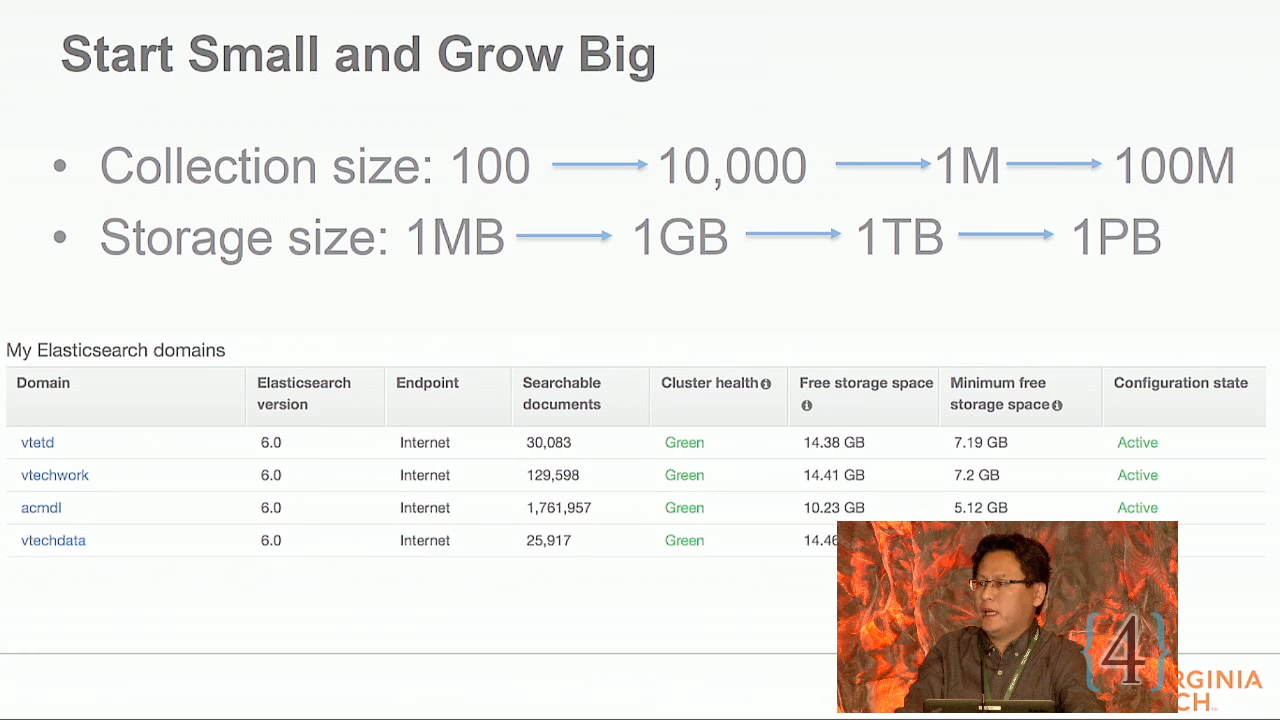 Start Small and Grow Big
• Collection size: 100 → 10,000 → 1M → 100M
• Storage size: 1MB → 1GB → 1TB → 1PB
My Elasticsearch domains
Domain Elasticsearch version Endpoint Searchable documents Cluster health Free storage space Minimum free storage space Configuration state
vtetd 6.0 Internet 30,083 Green 14.38 GB 7.19 GB Active
vtechwork 6.0 Internet 129,598 Green 14.41 GB 7.2 GB Active
acmdl 6.0 Internet 1,761,957 Green 10.23 GB 5.12 GB Active
vtechdata 6.0 Internet 25,917 Green 14.46
{4}
RGINIA
CH